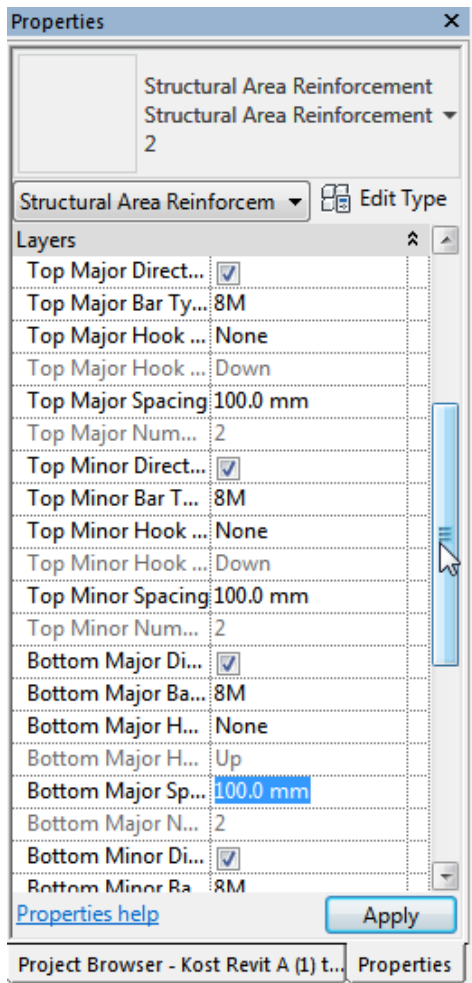 Properties
Structural Area Reinforcement
Structural Area Reinforcement
2
Structural Area Reinforcem Edit Type
Layers
Top Major Direct...
Top Major Bar Ty... 8M
Top Major Hook ... None
Top Major Hook ... Down
Top Major Spacing 100.0 mm
Top Major Num... 2
Top Minor Direct...
Top Minor Bar T... 8M
Top Minor Hook ... None
Top Minor Hook ... Down
Top Minor Spacing 100.0 mm
Top Minor Num... 2
Bottom Major Di...
Bottom Major Ba... 8M
Bottom Major H... None
Bottom Major H... Up
Bottom Major Sp... 100.0 mm
Bottom Major N... 2
Bottom Minor Di...
Bottom Minor Ba... 8M
Properties help Apply
Project Browser - Kost Revit A (1) t... Properties